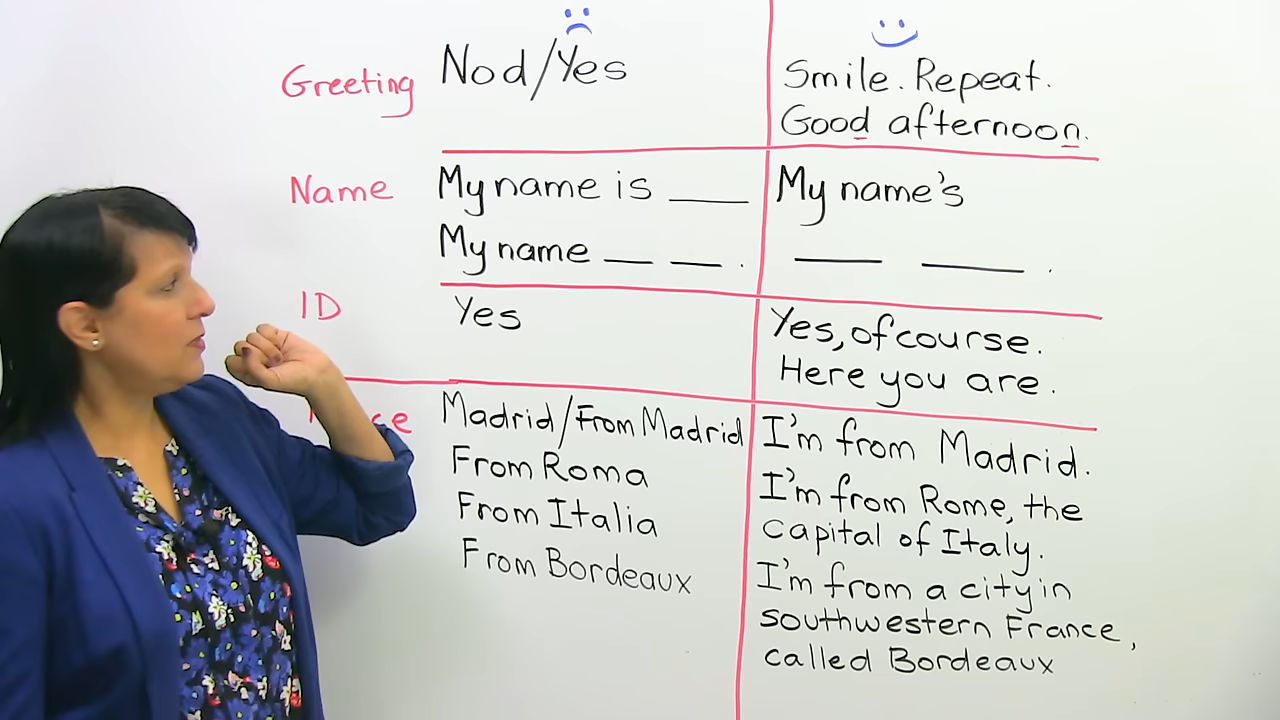 Greeting
Nod/Yes
Smile. Repeat.
Good afternoon.
Name
My name is ____
My name __ __ .
My name's
____ ____ .
ID
Yes
Yes, of course.
Here you are.
Madrid/From Madrid
From Roma
From Italia
From Bordeaux
I'm from Madrid.
I'm from Rome, the
capital of Italy.
I'm from a city in
southwestern France,
called Bordeaux